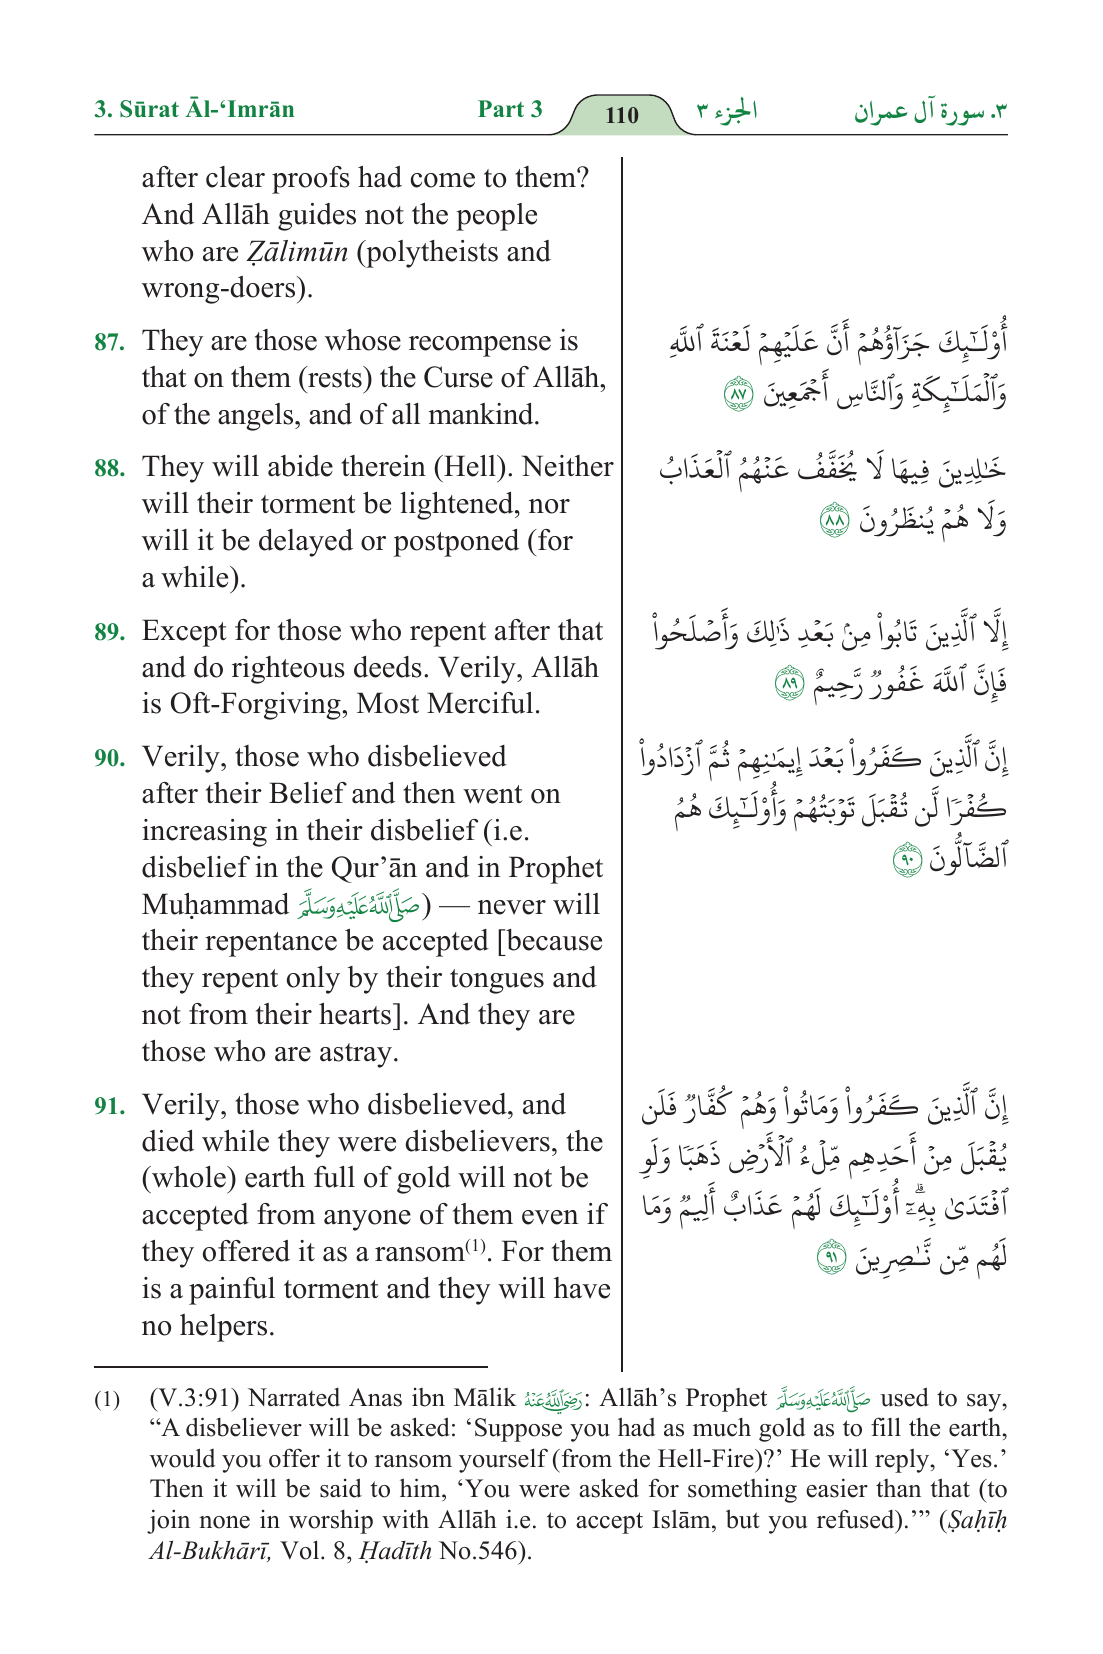 3. Sūrat Āl-‘Imrān Part 3 110 الجزء ٣ ٣. سورة آل عمران
after clear proofs had come to them?
And Allāh guides not the people
who are Ẓālimūn (polytheists and
wrong-doers).
87. They are those whose recompense is
that on them (rests) the Curse of Allāh,
of the angels, and of all mankind.
أُوْلَـٰٓئِكَ جَزَآؤُهُمۡ أَنَّ عَلَيۡهِمۡ لَعۡنَةَ ٱللَّهِ
وَٱلۡمَلَـٰٓئِكَةِ وَٱلنَّاسِ أَجۡمَعِينَ ٨٧
88. They will abide therein (Hell). Neither
will their torment be lightened, nor
will it be delayed or postponed (for
a while).
خَـٰلِدِينَ فِيهَا لَا يُخَفَّفُ عَنۡهُمُ ٱلۡعَذَابُ
وَلَا هُمۡ يُنظَرُونَ ٨٨
89. Except for those who repent after that
and do righteous deeds. Verily, Allāh
is Oft-Forgiving, Most Merciful.
إِلَّا ٱلَّذِينَ تَابُواْ مِنۢ بَعۡدِ ذَٰلِكَ وَأَصۡلَحُواْ
فَإِنَّ ٱللَّهَ غَفُورٞ رَّحِيمٌ ٨٩
90. Verily, those who disbelieved
after their Belief and then went on
increasing in their disbelief (i.e.
disbelief in the Qur’ān and in Prophet
Muḥammad صَلَّى اللَّهُ عَلَيْهِ وَسَلَّمَ) — never will
their repentance be accepted [because
they repent only by their tongues and
not from their hearts]. And they are
those who are astray.
إِنَّ ٱلَّذِينَ كَفَرُواْ بَعۡدَ إِيمَـٰنِهِمۡ ثُمَّ ٱزۡدَادُواْ
كُفۡرٗا لَّن تُقۡبَلَ تَوۡبَتُهُمۡ وَأُوْلَـٰٓئِكَ هُمُ
ٱلضَّآلُّونَ ٩٠
91. Verily, those who disbelieved, and
died while they were disbelievers, the
(whole) earth full of gold will not be
accepted from anyone of them even if
they offered it as a ransom(1). For them
is a painful torment and they will have
no helpers.
إِنَّ ٱلَّذِينَ كَفَرُواْ وَمَاتُواْ وَهُمۡ كُفَّارٞ فَلَن
يُقۡبَلَ مِنۡ أَحَدِهِم مِّلۡءُ ٱلۡأَرۡضِ ذَهَبٗا وَلَوِ
ٱفۡتَدَىٰ بِهِۦٓۗ أُوْلَـٰٓئِكَ لَهُمۡ عَذَابٌ أَلِيمٞ وَمَا
لَهُم مِّن نَّـٰصِرِينَ ٩١
(1) (V.3:91) Narrated Anas ibn Mālik رَضِيَ اللَّهُ عَنْهُ: Allāh’s Prophet صَلَّى اللَّهُ عَلَيْهِ وَسَلَّمَ used to say,
“A disbeliever will be asked: ‘Suppose you had as much gold as to fill the earth,
would you offer it to ransom yourself (from the Hell-Fire)?’ He will reply, ‘Yes.’
Then it will be said to him, ‘You were asked for something easier than that (to
join none in worship with Allāh i.e. to accept Islām, but you refused).’” (Ṣaḥīḥ
Al-Bukhārī, Vol. 8, Ḥadīth No.546).